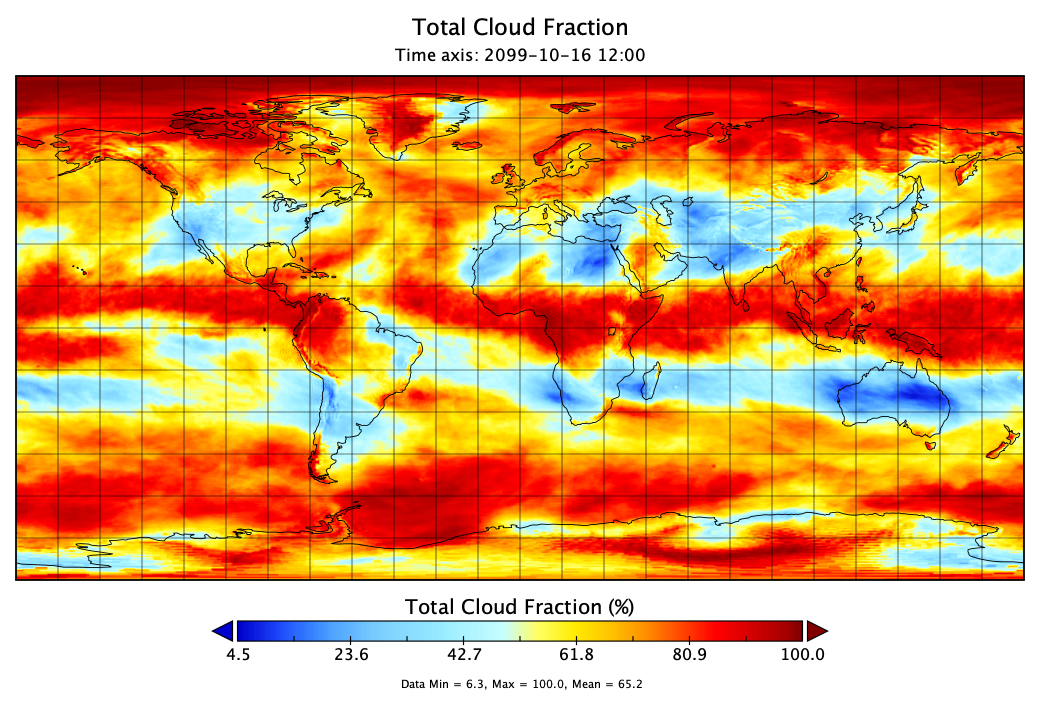 Total Cloud Fraction
Time axis: 2099-10-16 12:00
Total Cloud Fraction (%)
4.5 23.6 42.7 61.8 80.9 100.0
Data Min = 6.3, Max = 100.0, Mean = 65.2